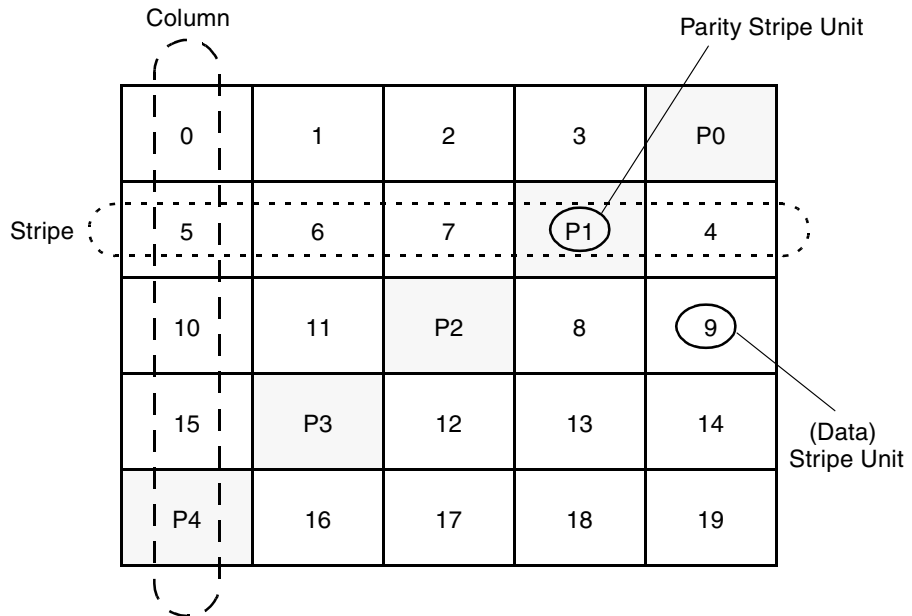 Column
Parity Stripe Unit
0 1 2 3 P0
Stripe 5 6 7 P1 4
10 11 P2 8 9
15 P3 12 13 14
(Data)
Stripe Unit
P4 16 17 18 19